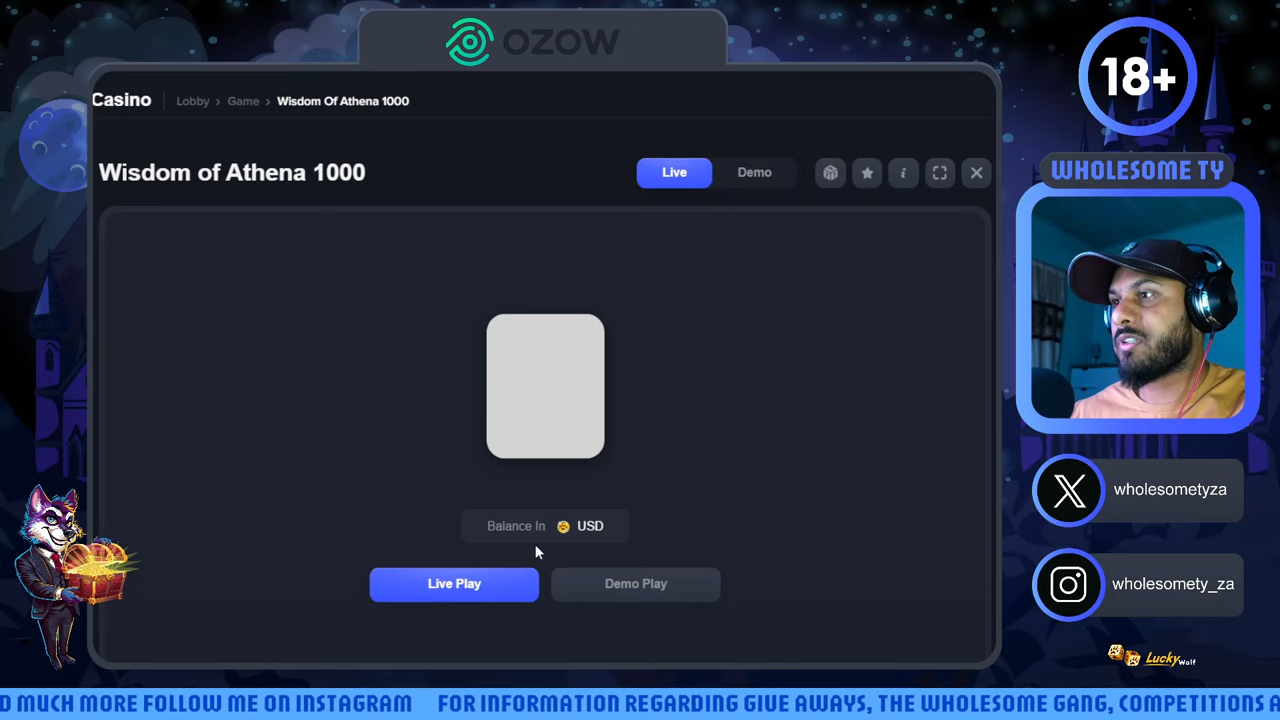 OZOW
18+
Casino
Lobby > Game > Wisdom Of Athena 1000
Wisdom of Athena 1000
Live
Demo
WHOLESOME TY
Balance In USD
Live Play
Demo Play
wholesometyza
wholesomety_za
Lucky Wolf
D MUCH MORE FOLLOW ME ON INSTAGRAM FOR INFORMATION REGARDING GIVE AWAYS, THE WHOLESOME GANG, COMPETITIONS A